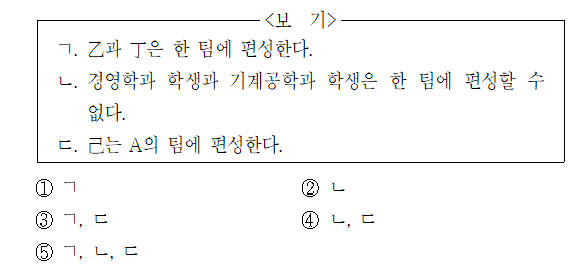 <보 기>
ㄱ. 乙과 丁은 한 팀에 편성한다.
ㄴ. 경영학과 학생과 기계공학과 학생은 한 팀에 편성할 수
없다.
ㄷ. 己는 A의 팀에 편성한다.
① ㄱ ② ㄴ
③ ㄱ, ㄷ ④ ㄴ, ㄷ
⑤ ㄱ, ㄴ, ㄷ